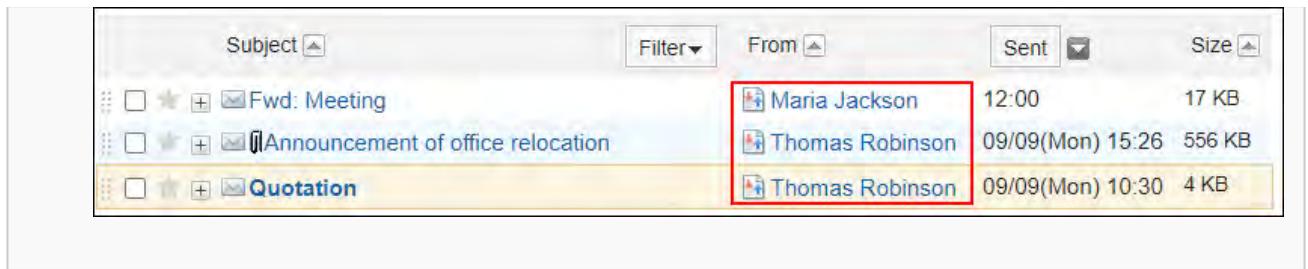 Subject Filter From Sent Size
Fwd: Meeting Maria Jackson 12:00 17 KB
Announcement of office relocation Thomas Robinson 09/09(Mon) 15:26 556 KB
Quotation Thomas Robinson 09/09(Mon) 10:30 4 KB